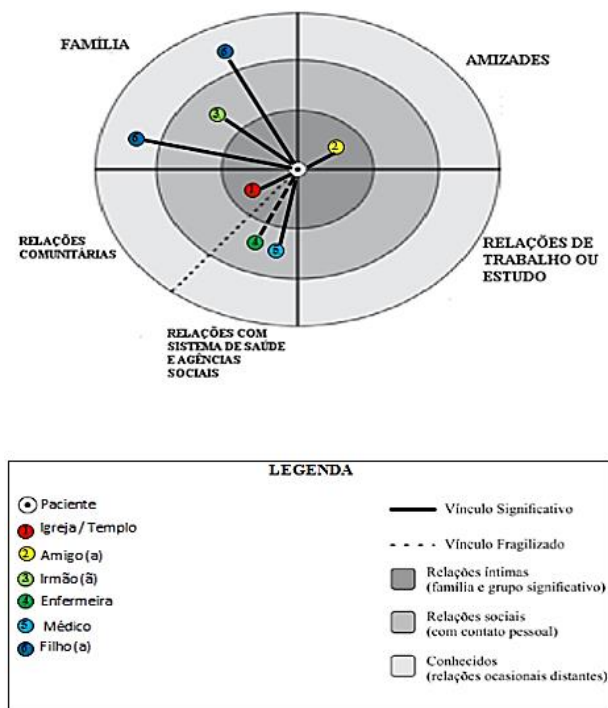 FAMÍLIA
AMIZADES
6
3
2
6
1
4
5
RELAÇÕES
COMUNITÁRIAS
RELAÇÕES DE
TRABALHO OU
ESTUDO
RELAÇÕES COM
SISTEMA DE SAÚDE
E AGÊNCIAS
SOCIAIS
LEGENDA
Paciente
1 Igreja / Templo
2 Amigo(a)
3 Irmão(ã)
4 Enfermeira
5 Médico
6 Filho(a)
Vínculo Significativo
Vínculo Fragilizado
Relações íntimas
(família e grupo significativo)
Relações sociais
(com contato pessoal)
Conhecidos
(relações ocasionais distantes)